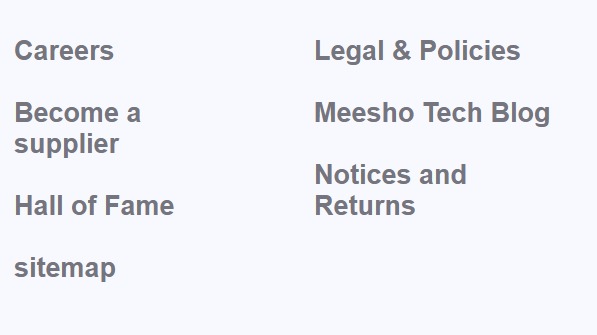 Careers
Become a
supplier
Hall of Fame
sitemap
Legal & Policies
Meesho Tech Blog
Notices and
Returns